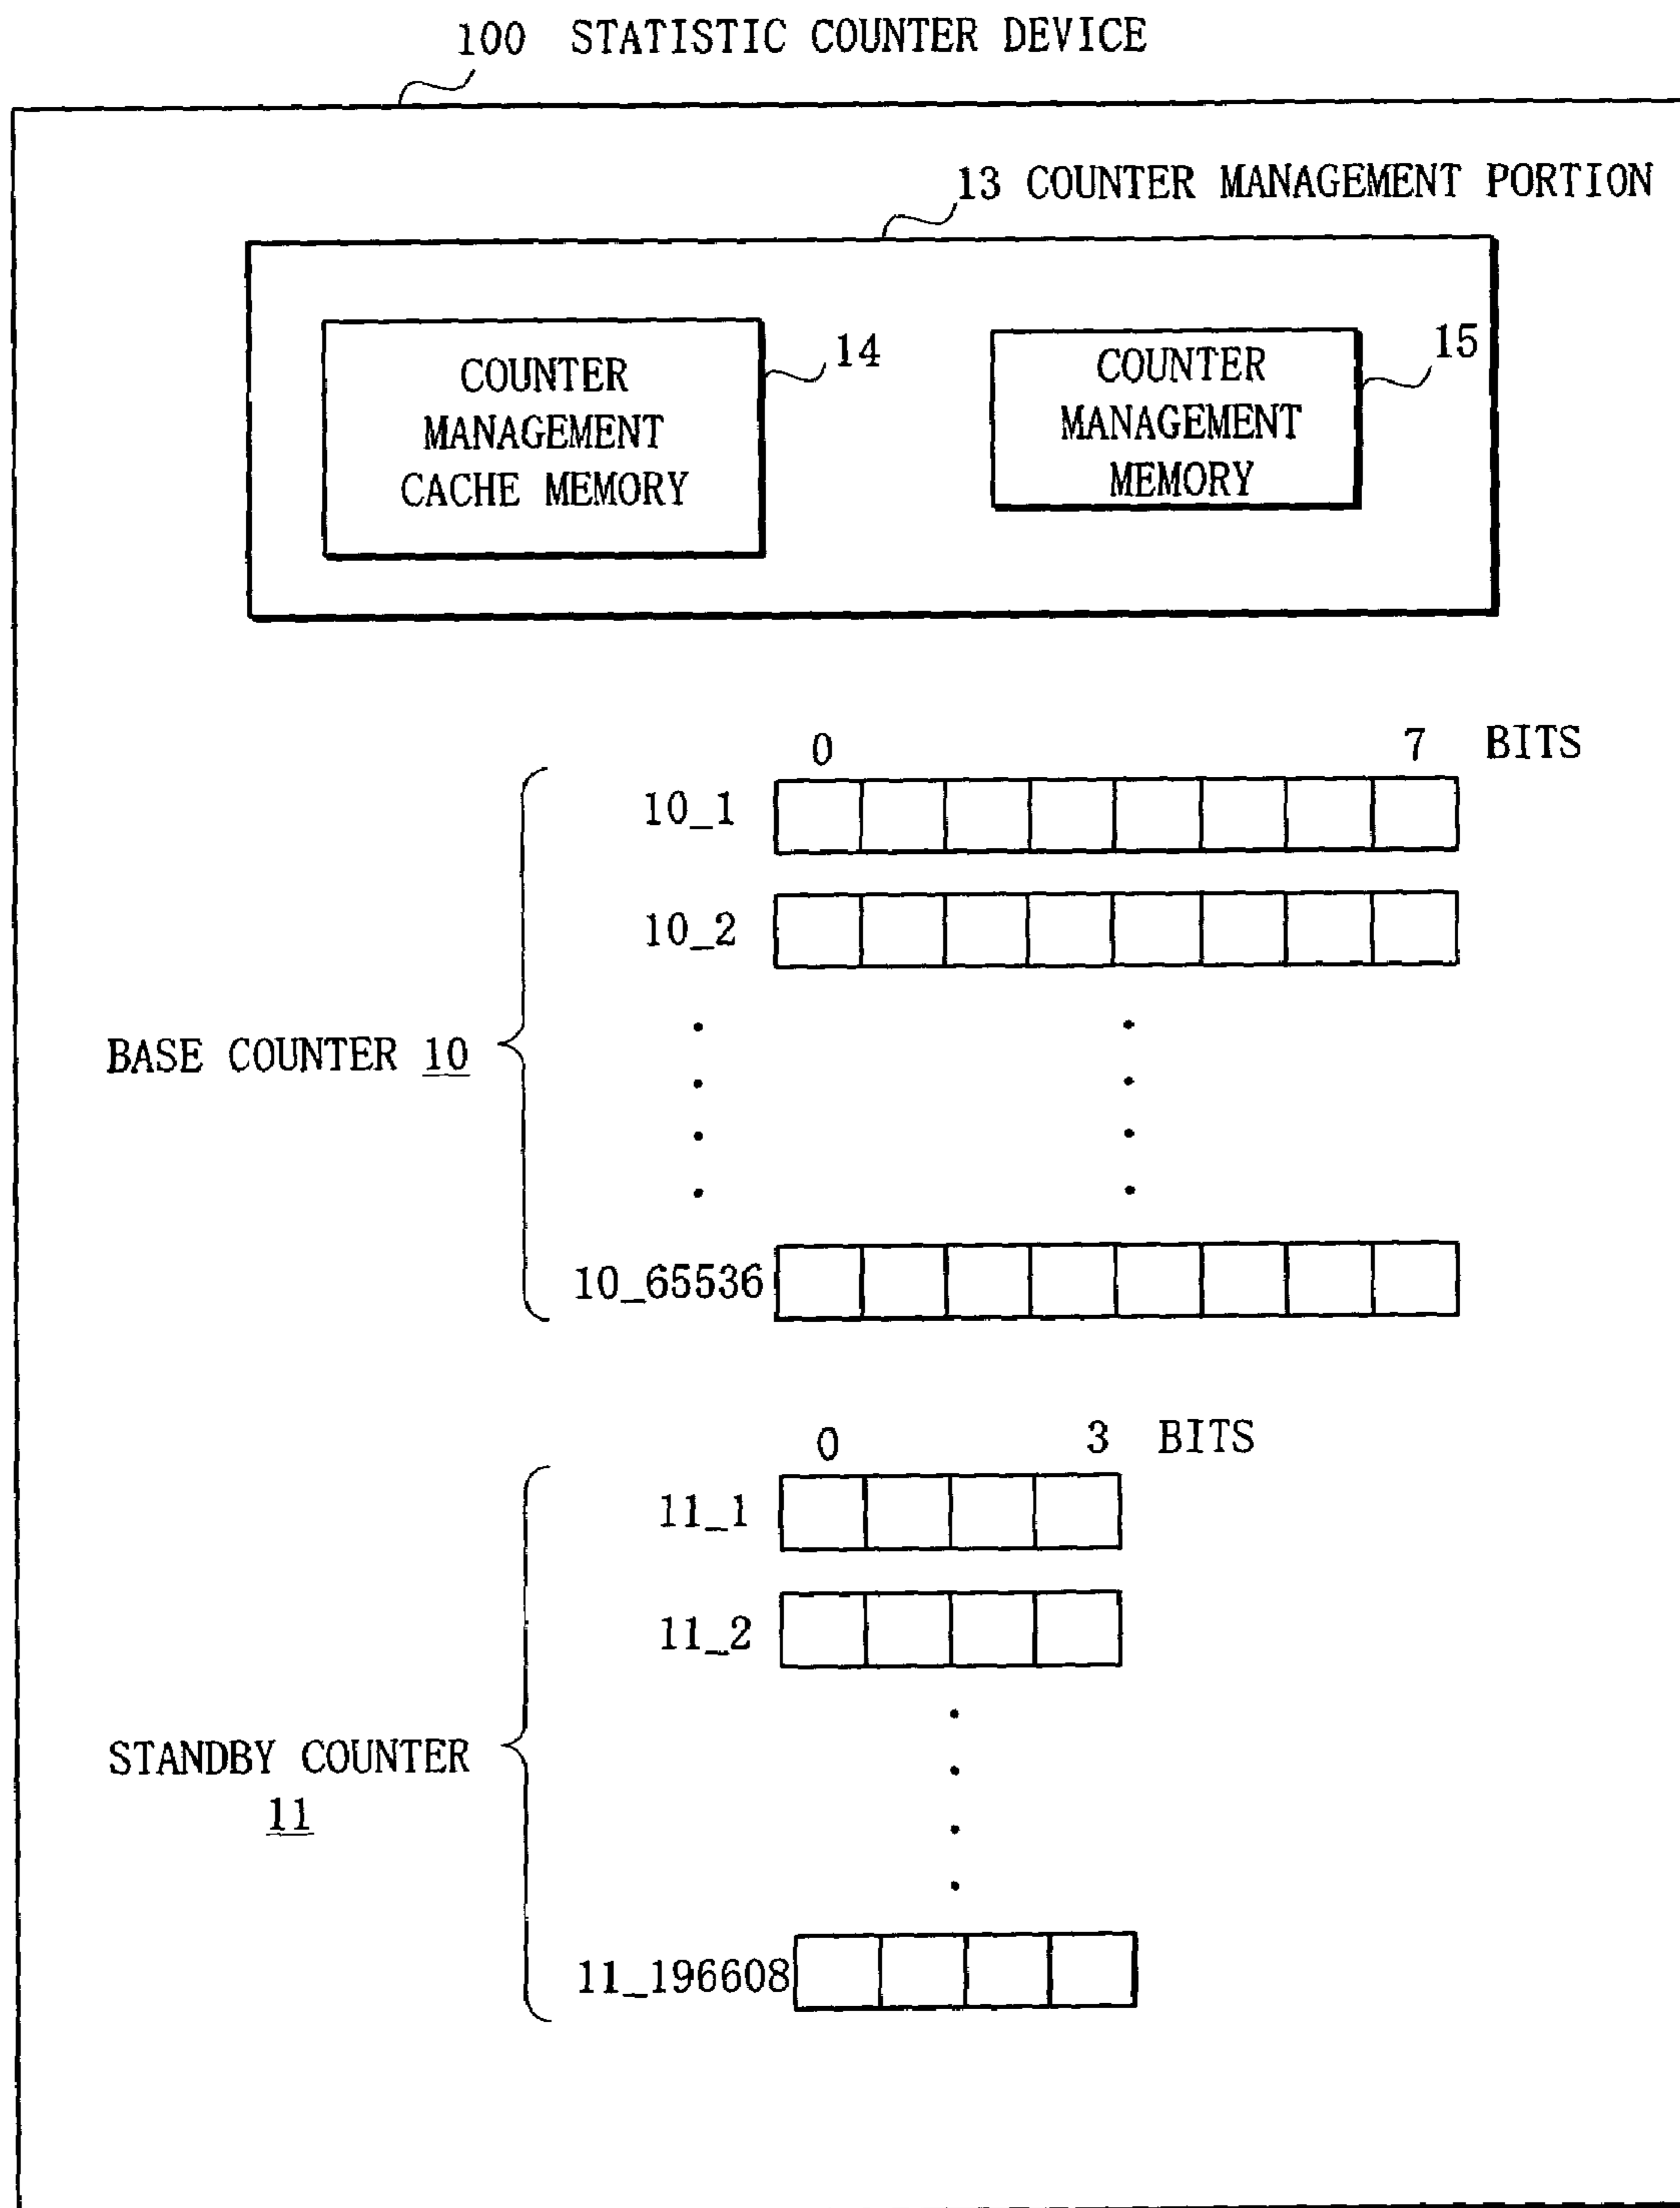 100 STATISTIC COUNTER DEVICE
13 COUNTER MANAGEMENT PORTION
COUNTER
MANAGEMENT
CACHE MEMORY
14
COUNTER
MANAGEMENT
MEMORY
15
0 7 BITS
10_1
10_2
BASE COUNTER 10
10_65536
0 3 BITS
11_1
11_2
STANDBY COUNTER
11
11_196608